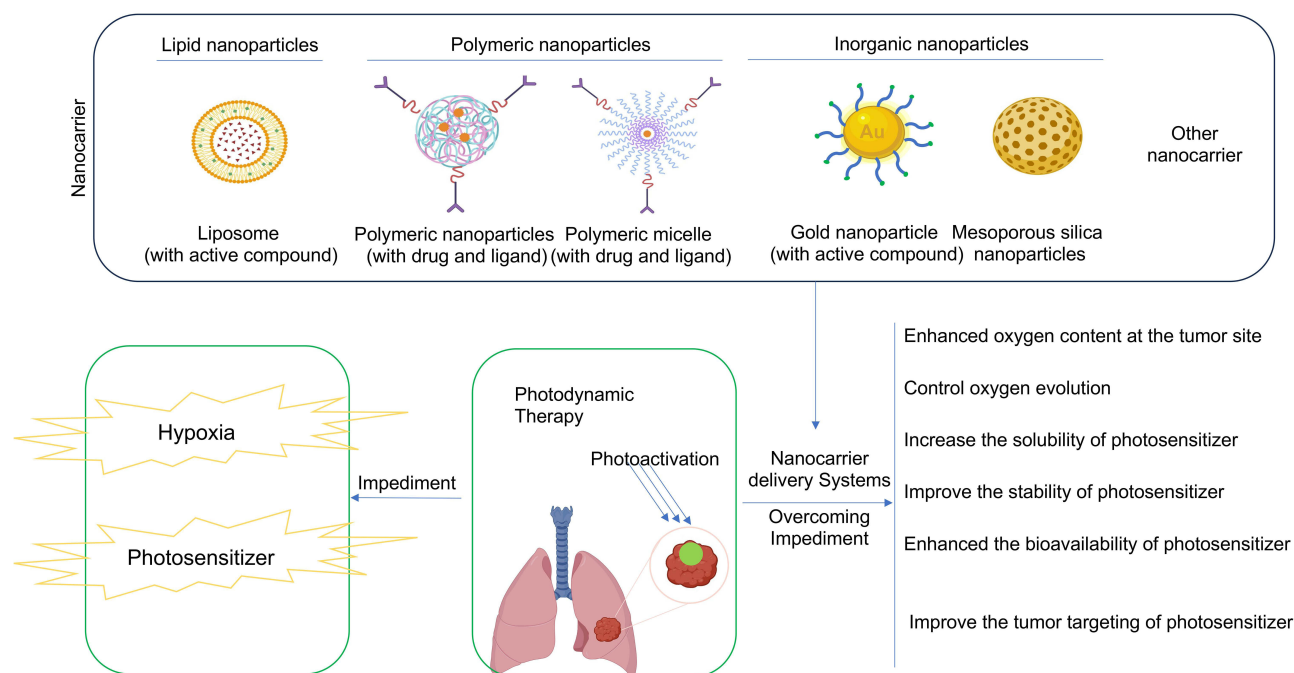 Nanocarrier
Lipid nanoparticles
Polymeric nanoparticles
Inorganic nanoparticles
Au
Other
nanocarrier
Liposome
(with active compound)
Polymeric nanoparticles
(with drug and ligand)
Polymeric micelle
(with drug and ligand)
Gold nanoparticle
(with active compound)
Mesoporous silica
nanoparticles
Hypoxia
Photosensitizer
Impediment
Photodynamic
Therapy
Photoactivation
Nanocarrier
delivery Systems
Overcoming
Impediment
Enhanced oxygen content at the tumor site
Control oxygen evolution
Increase the solubility of photosensitizer
Improve the stability of photosensitizer
Enhanced the bioavailability of photosensitizer
Improve the tumor targeting of photosensitizer